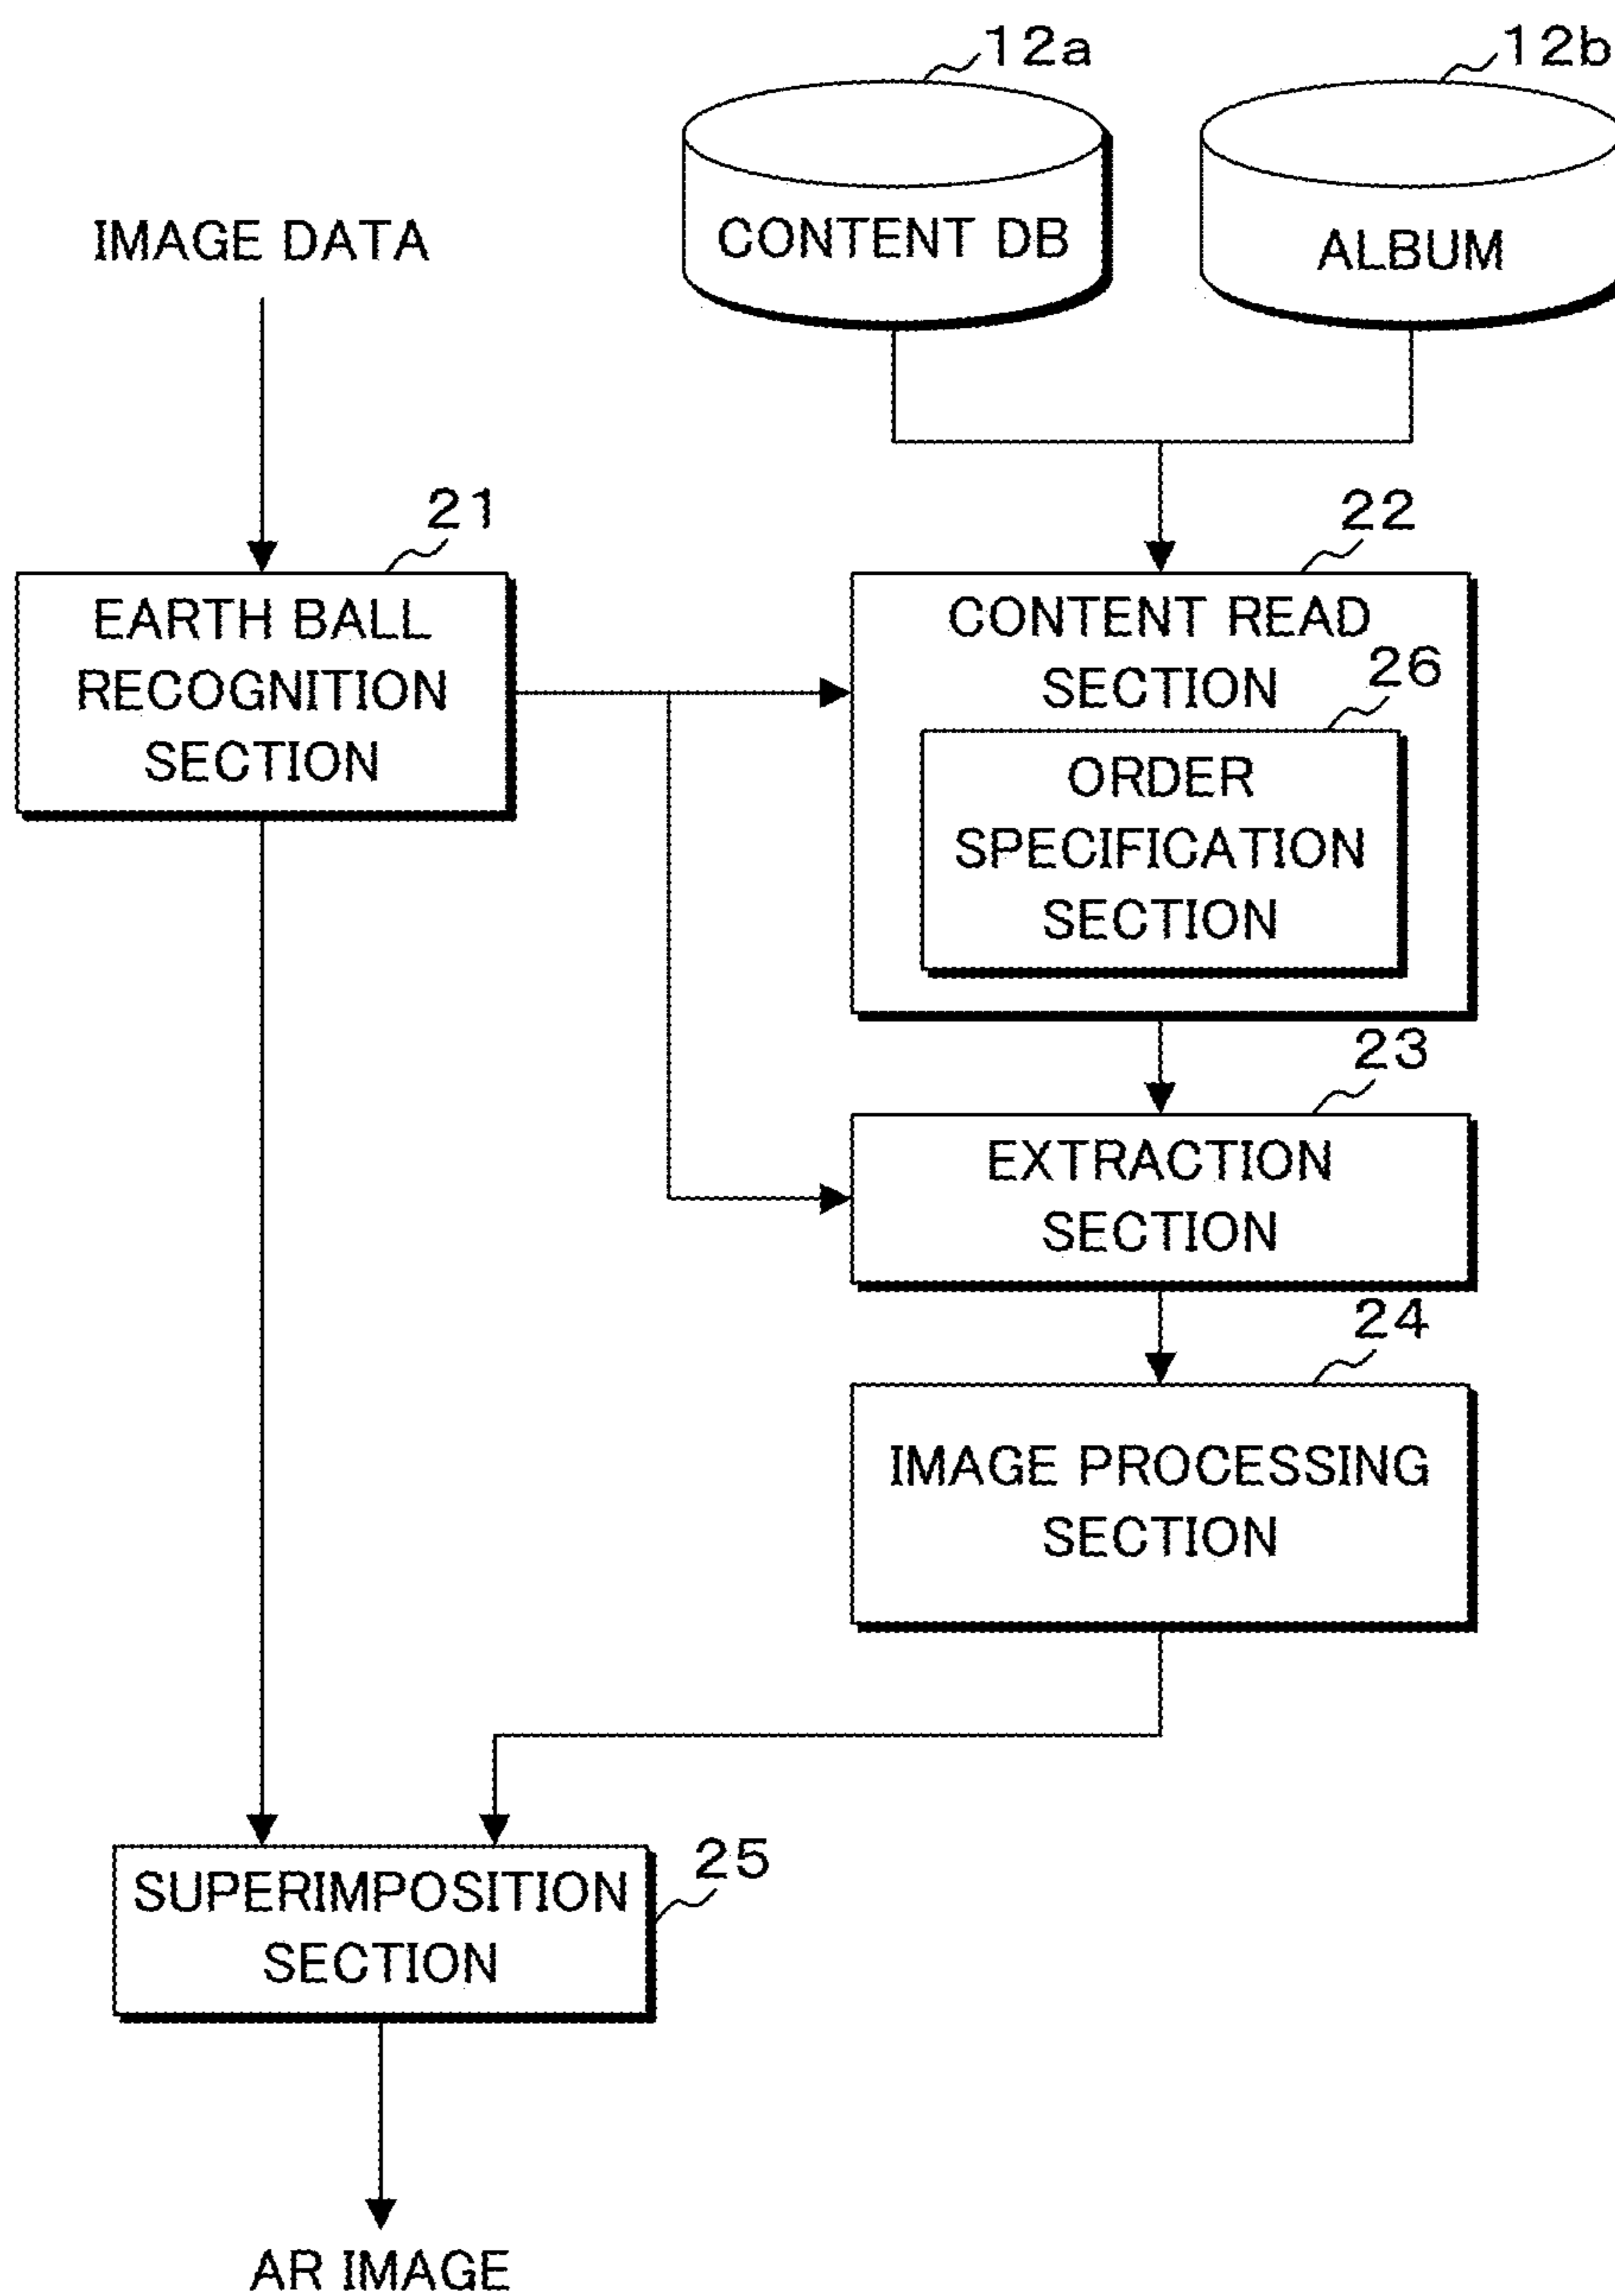 12a
12b
IMAGE DATA
CONTENT DB
ALBUM
21
22
EARTH BALL
RECOGNITION
SECTION
CONTENT READ
SECTION
26
ORDER
SPECIFICATION
SECTION
23
EXTRACTION
SECTION
24
IMAGE PROCESSING
SECTION
25
SUPERIMPOSITION
SECTION
AR IMAGE